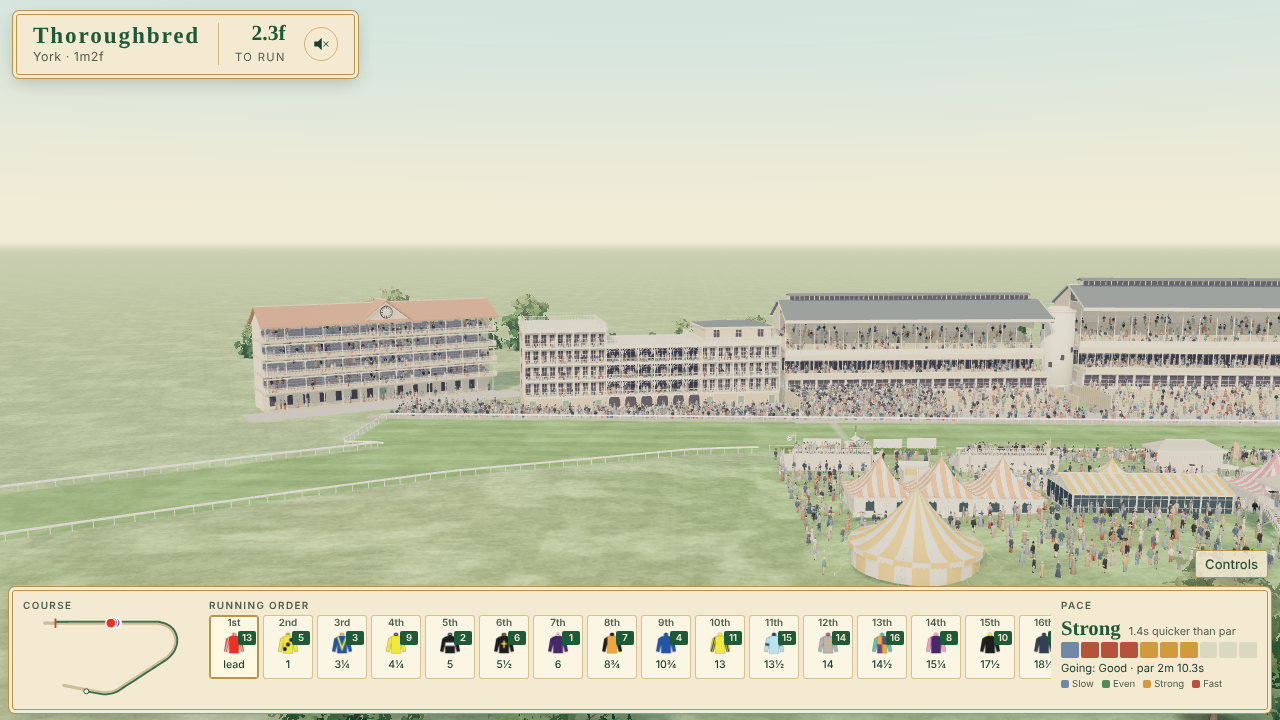 Thoroughbred
York · 1m2f
2.3f
TO RUN
Controls
COURSE
RUNNING ORDER
1st 2nd 3rd 4th 5th 6th 7th 8th 9th 10th 11th 12th 13th 14th 15th 16th
13 5 3 9 2 6 1 7 4 11 15 14 16 8 10
lead 1 3¼ 4¼ 5 5½ 6 8¾ 10¾ 13 13½ 14 14½ 15¼ 17½ 18½
PACE
Strong 1.4s quicker than par
Going: Good · par 2m 10.3s
Slow Even Strong Fast